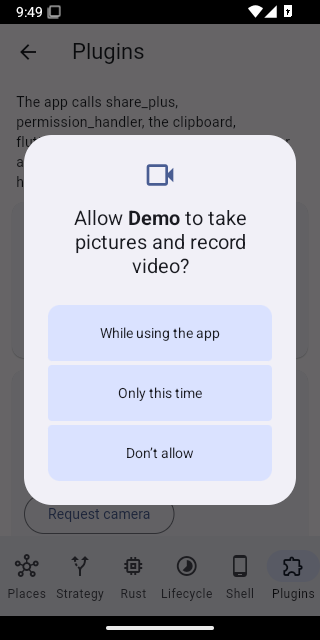 9:49
Plugins
The app calls share_plus,
permission_handler, the clipboard,
Allow Demo to take
pictures and record
video?
While using the app
Only this time
Don't allow
Request camera
Places Strategy Rust Lifecycle Shell Plugins